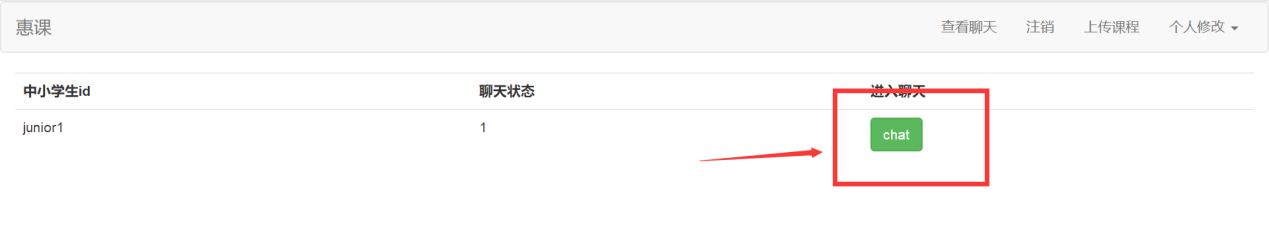 惠课 查看聊天 注销 上传课程 个人修改
中小学生id 聊天状态 进入聊天
junior1 1 chat